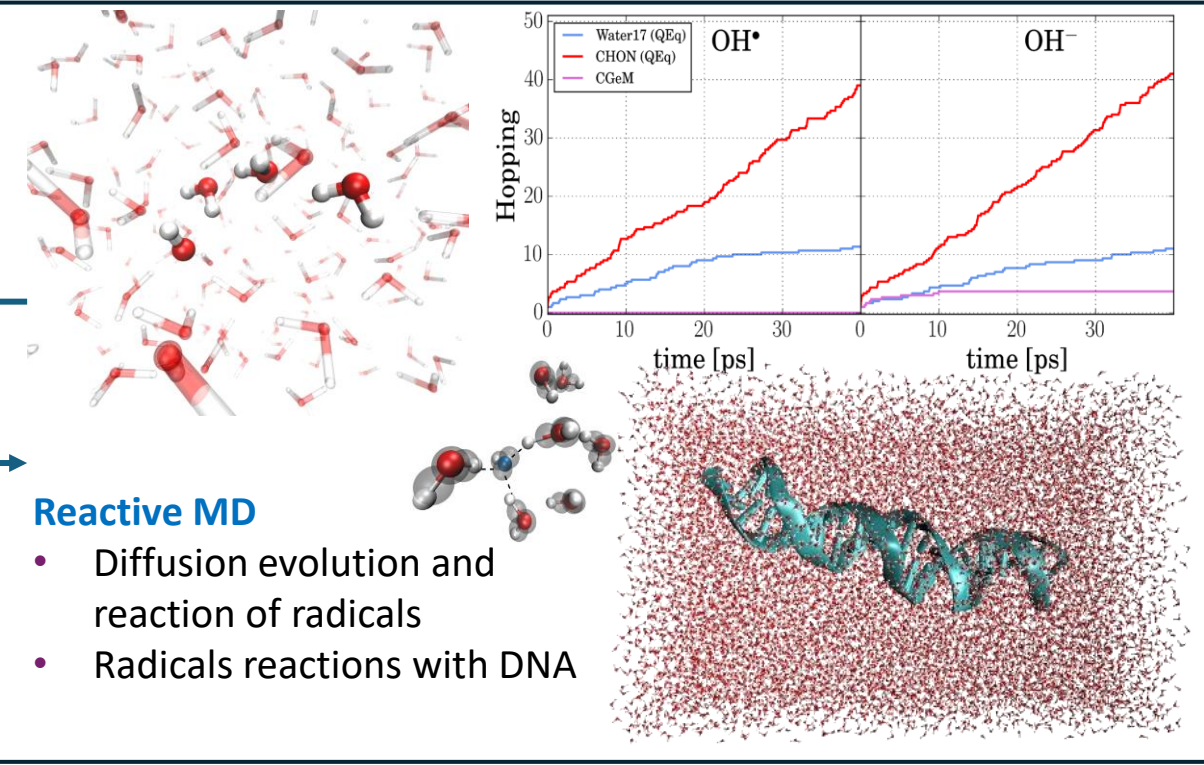 50
40
30
20
10
0
Hopping
Water17 (QEq)
CHON (QEq)
CGeM
OH•
OH⁻
0 10 20 30
0 10 20 30
time [ps]
time [ps]
Reactive MD
• Diffusion evolution and
reaction of radicals
• Radicals reactions with DNA